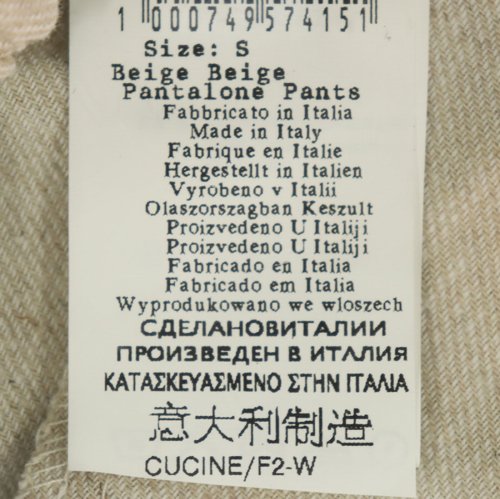 1 000749 574151
Size: S
Beige Beige
Pantalone Pants
Fabbricato in Italia
Made in Italy
Fabrique en Italie
Hergestellt in Italien
Vyrobeno v Italii
Olaszorszagban Keszult
Proizvedeno U Italiji
Proizvedeno U Italiji
Fabricado en Italia
Fabricado em Italia
Wyprodukowano we wloszech
СДЕЛАНОВИТАЛИИ
ПРОИЗВЕДЕН В ИТАЛИЯ
ΚΑΤΑΣΚΕΥΑΣΜΕΝΟ ΣΤΗΝ ΙΤΑΛΙΑ
意大利制造
CUCINE/F2-W